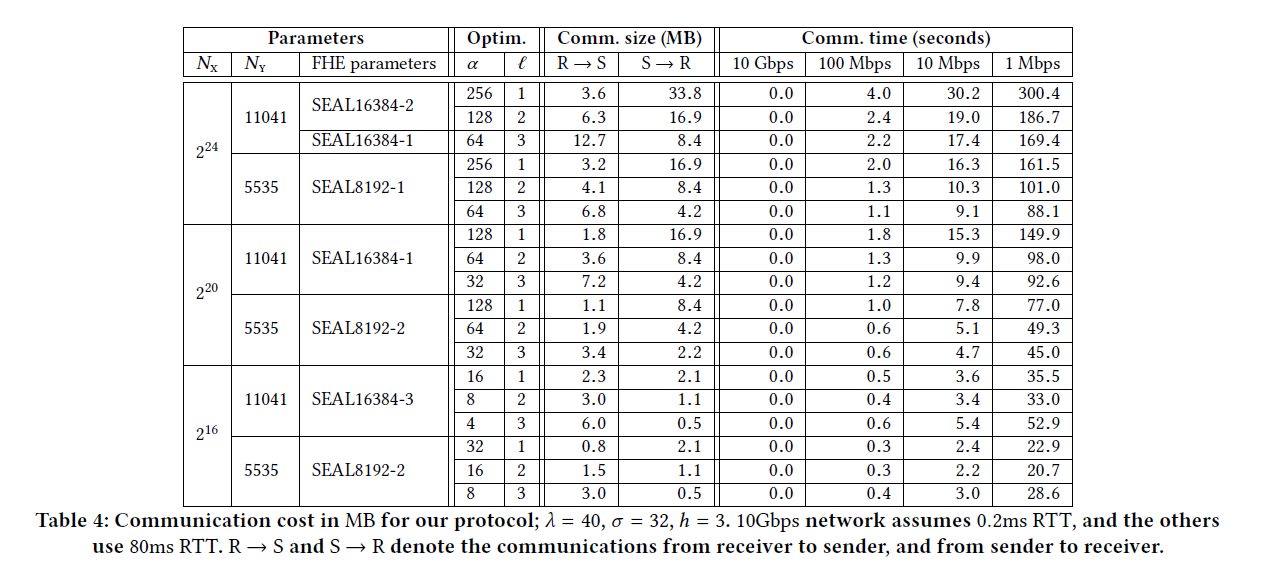 Parameters Optim. Comm. size (MB) Comm. time (seconds)
N_X N_Y FHE parameters α ℓ R → S S → R 10 Gbps 100 Mbps 10 Mbps 1 Mbps
2^24 11041 SEAL16384-2 256 1 3.6 33.8 0.0 4.0 30.2 300.4
128 2 6.3 16.9 0.0 2.4 19.0 186.7
SEAL16384-1 64 3 12.7 8.4 0.0 2.2 17.4 169.4
5535 SEAL8192-1 256 1 3.2 16.9 0.0 2.0 16.3 161.5
128 2 4.1 8.4 0.0 1.3 10.3 101.0
64 3 6.8 4.2 0.0 1.1 9.1 88.1
2^20 11041 SEAL16384-1 128 1 1.8 16.9 0.0 1.8 15.3 149.9
64 2 3.6 8.4 0.0 1.3 9.9 98.0
32 3 7.2 4.2 0.0 1.2 9.4 92.6
5535 SEAL8192-2 128 1 1.1 8.4 0.0 1.0 7.8 77.0
64 2 1.9 4.2 0.0 0.6 5.1 49.3
32 3 3.4 2.2 0.0 0.6 4.7 45.0
2^16 11041 SEAL16384-3 16 1 2.3 2.1 0.0 0.5 3.6 35.5
8 2 3.0 1.1 0.0 0.4 3.4 33.0
4 3 6.0 0.5 0.0 0.6 5.4 52.9
5535 SEAL8192-2 32 1 0.8 2.1 0.0 0.3 2.4 22.9
16 2 1.5 1.1 0.0 0.3 2.2 20.7
8 3 3.0 0.5 0.0 0.4 3.0 28.6
Table 4: Communication cost in MB for our protocol; λ = 40, σ = 32, h = 3. 10Gbps network assumes 0.2ms RTT, and the others
use 80ms RTT. R → S and S → R denote the communications from receiver to sender, and from sender to receiver.